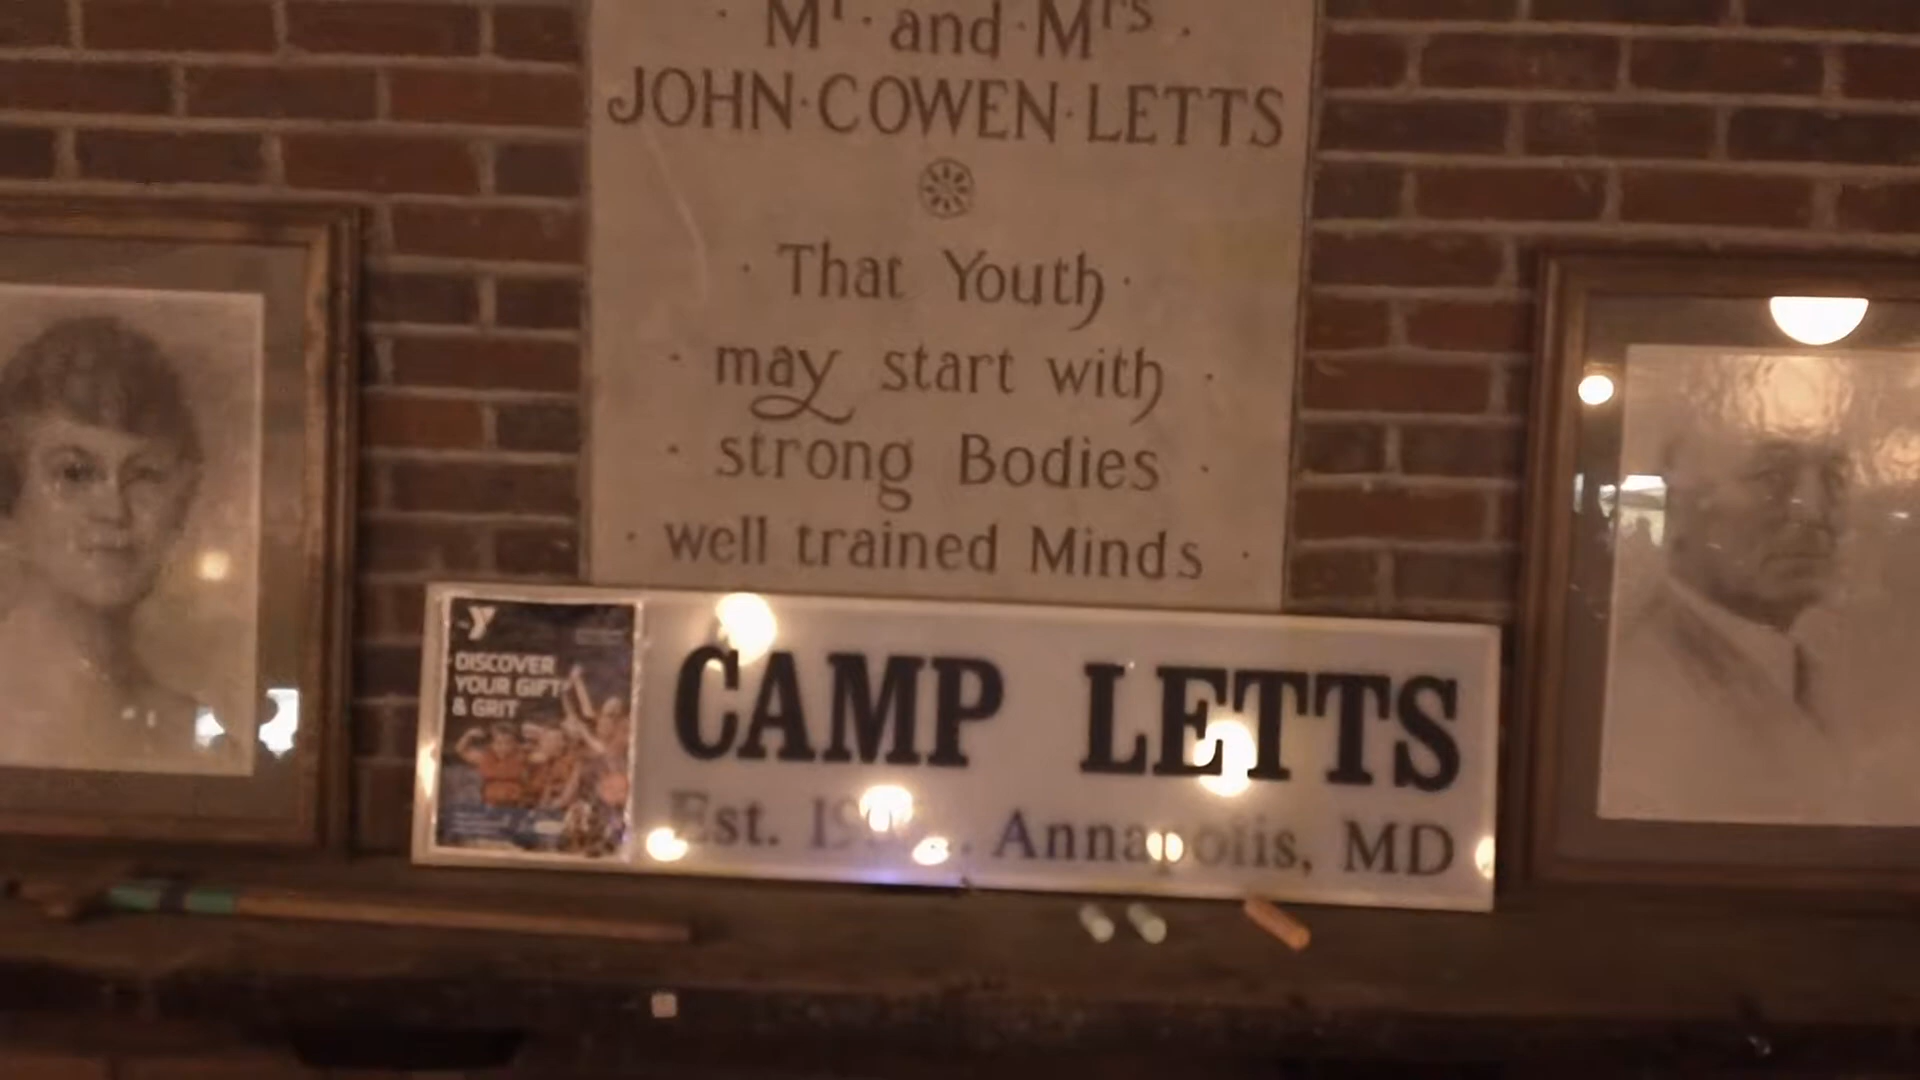 · Mr · and · Mrs ·
JOHN · COWEN · LETTS
· That Youth ·
· may start with ·
· strong Bodies ·
· well trained Minds ·
Y
DISCOVER
YOUR GIFT
& GRIT
CAMP LETTS
Est. Annapolis, MD